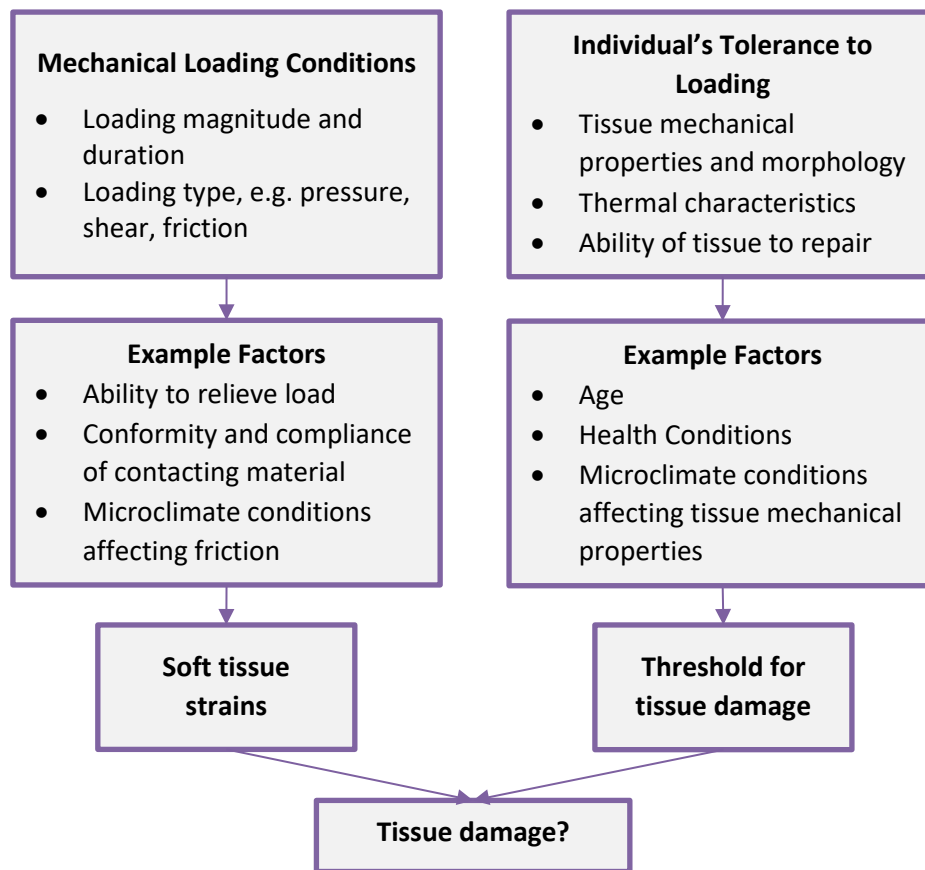 Mechanical Loading Conditions
• Loading magnitude and
duration
• Loading type, e.g. pressure,
shear, friction
Individual's Tolerance to
Loading
• Tissue mechanical
properties and morphology
• Thermal characteristics
• Ability of tissue to repair
Example Factors
• Ability to relieve load
• Conformity and compliance
of contacting material
• Microclimate conditions
affecting friction
Example Factors
• Age
• Health Conditions
• Microclimate conditions
affecting tissue mechanical
properties
Soft tissue
strains
Threshold for
tissue damage
Tissue damage?